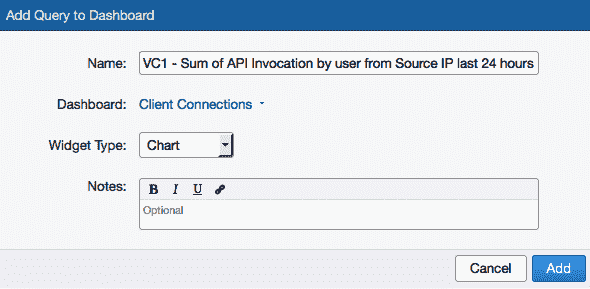 Add Query to Dashboard
Name: VC1 - Sum of API Invocation by user from Source IP last 24 hours
Dashboard: Client Connections
Widget Type: Chart
Notes: B I U
Optional
Cancel Add